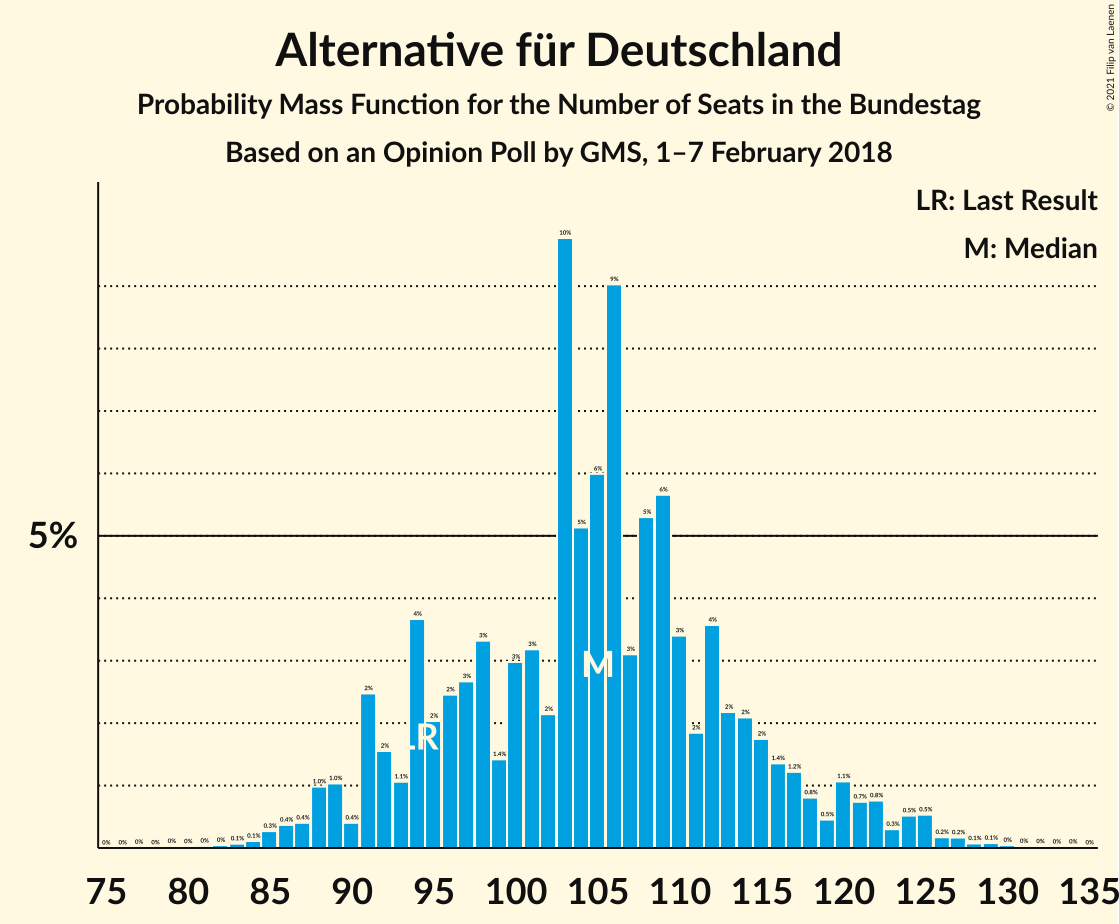 Alternative für Deutschland
Probability Mass Function for the Number of Seats in the Bundestag
Based on an Opinion Poll by GMS, 1–7 February 2018
© 2021 Filip van Laenen
LR: Last Result
M: Median
5%
0% 0% 0% 0% 0% 0% 0% 0% 0.1% 0.1% 0.3% 0.4% 0.4% 1.0% 1.0% 0.4% 2% 2% 1.1% 4% 2% 2% 3% 3% 1.4% 3% 3% 2% 10% 5% 6% 9% 3% 5% 6% 3% 2% 4% 2% 2% 2% 1.4% 1.2% 0.8% 0.5% 1.1% 0.7% 0.8% 0.3% 0.5% 0.5% 0.2% 0.2% 0.1% 0.1% 0% 0% 0% 0% 0% 0%
LR
M
75 80 85 90 95 100 105 110 115 120 125 130 135